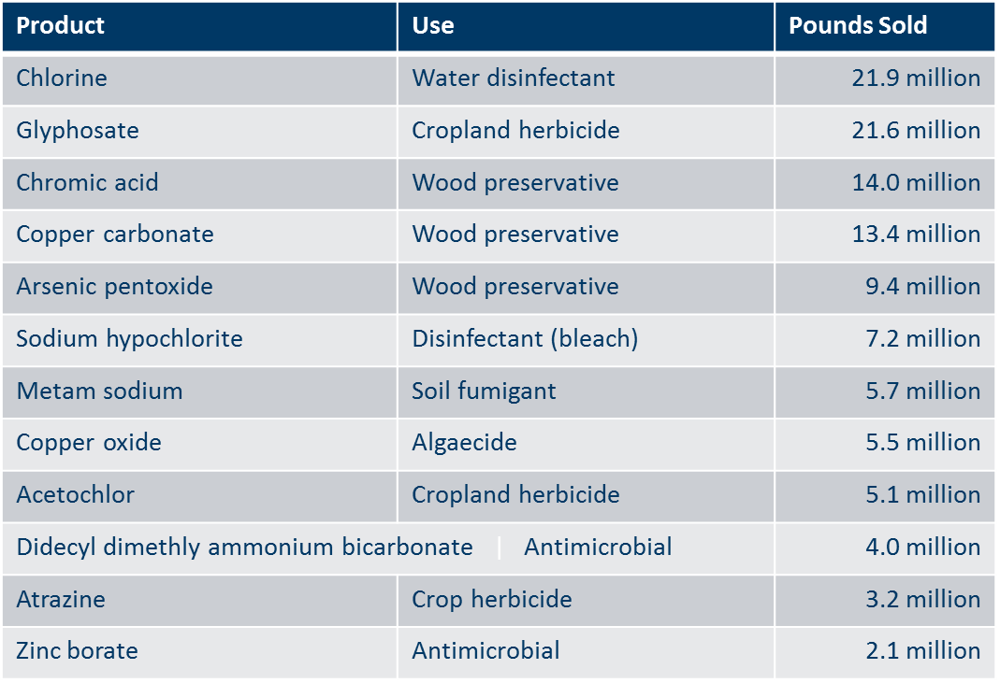 Product Use Pounds Sold
Chlorine Water disinfectant 21.9 million
Glyphosate Cropland herbicide 21.6 million
Chromic acid Wood preservative 14.0 million
Copper carbonate Wood preservative 13.4 million
Arsenic pentoxide Wood preservative 9.4 million
Sodium hypochlorite Disinfectant (bleach) 7.2 million
Metam sodium Soil fumigant 5.7 million
Copper oxide Algaecide 5.5 million
Acetochlor Cropland herbicide 5.1 million
Didecyl dimethly ammonium bicarbonate | Antimicrobial 4.0 million
Atrazine Crop herbicide 3.2 million
Zinc borate Antimicrobial 2.1 million